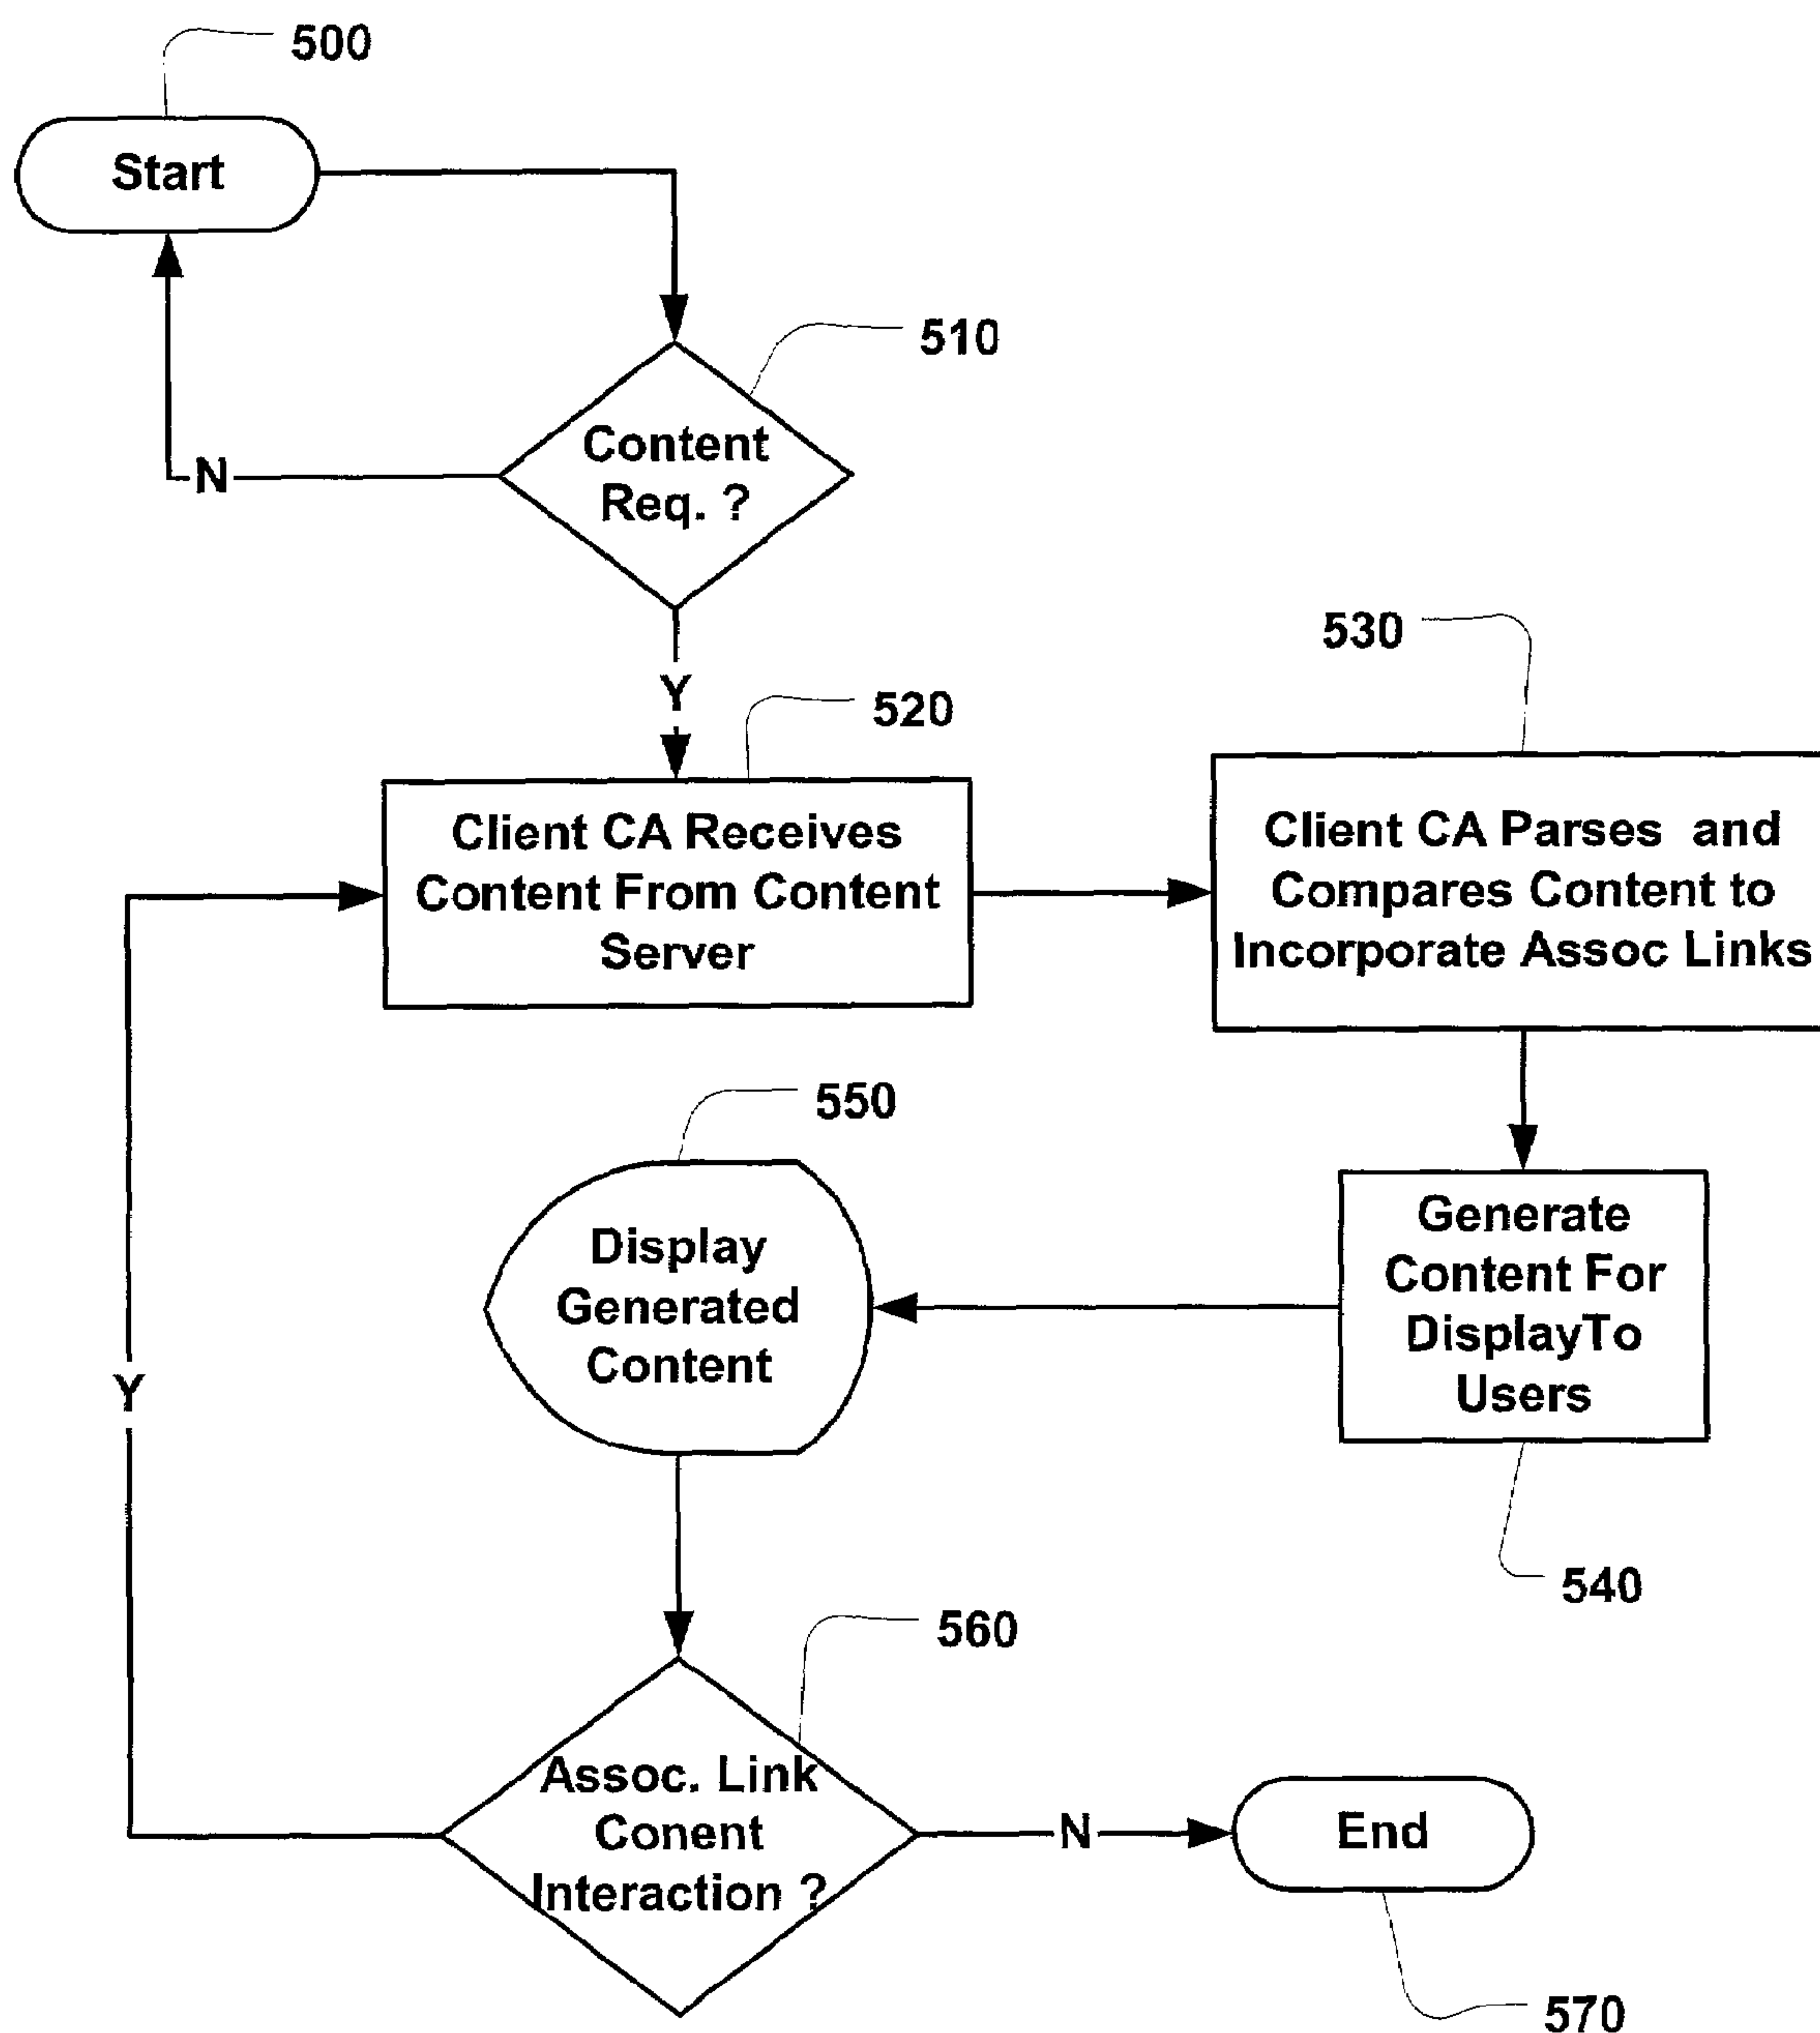 500
Start
510
Content
Req. ?
N
Y
520
530
Client CA Receives
Content From Content
Server
Client CA Parses and
Compares Content to
Incorporate Assoc Links
550
Display
Generated
Content
Generate
Content For
DisplayTo
Users
540
Y
560
Assoc. Link
Conent
Interaction ?
N
End
570